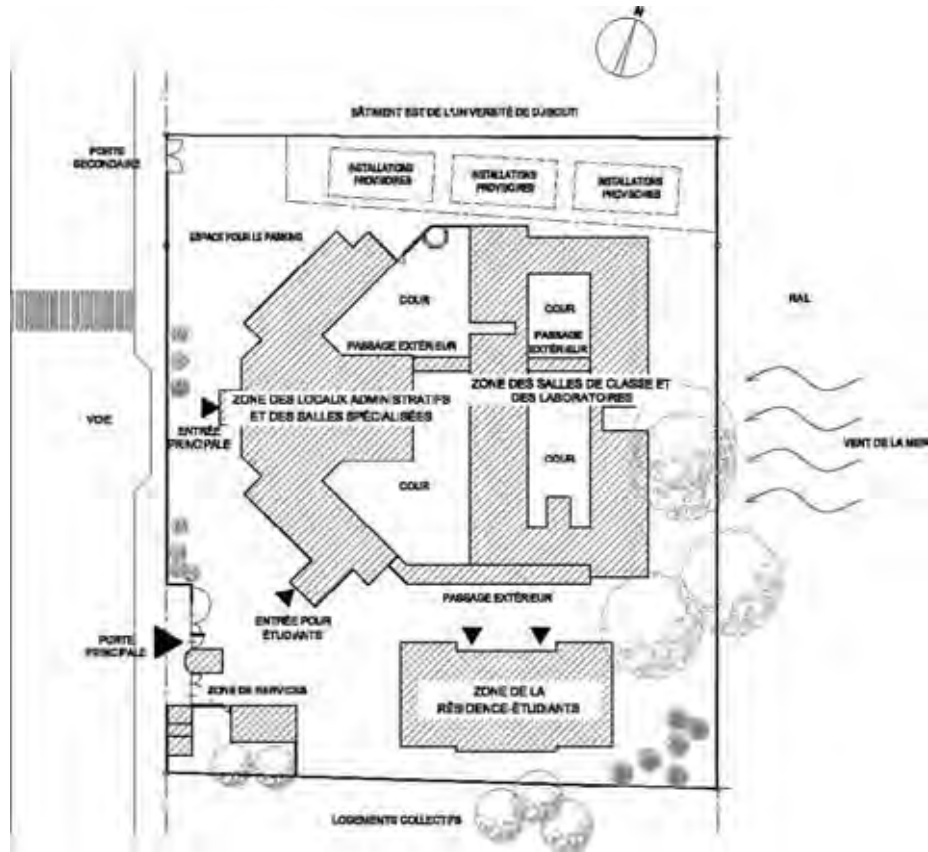 N
BÂTIMENT EST DE L'UNIVERSITÉ DE DJIBOUTI
PORTE
SECONDAIRE
INSTALLATIONS
PROVISOIRES
INSTALLATIONS
PROVISOIRES
INSTALLATIONS
PROVISOIRES
ESPACE POUR LE PARKING
COUR
COUR
RAL
PASSAGE EXTÉRIEUR
PASSAGE
EXTÉRIEUR
ZONE DES LOCAUX ADMINISTRATIFS
ET DES SALLES SPÉCIALISÉES
ZONE DES SALLES DE CLASSE ET
DES LABORATOIRES
VOIE
ENTRÉE
PRINCIPALE
VENT DE LA MER
COUR
COUR
PASSAGE EXTÉRIEUR
ENTRÉE POUR
ÉTUDIANTS
PORTE
PRINCIPALE
ZONE DE SERVICES
ZONE DE LA
RÉSIDENCE-ÉTUDIANTS
LOGEMENTS COLLECTIFS